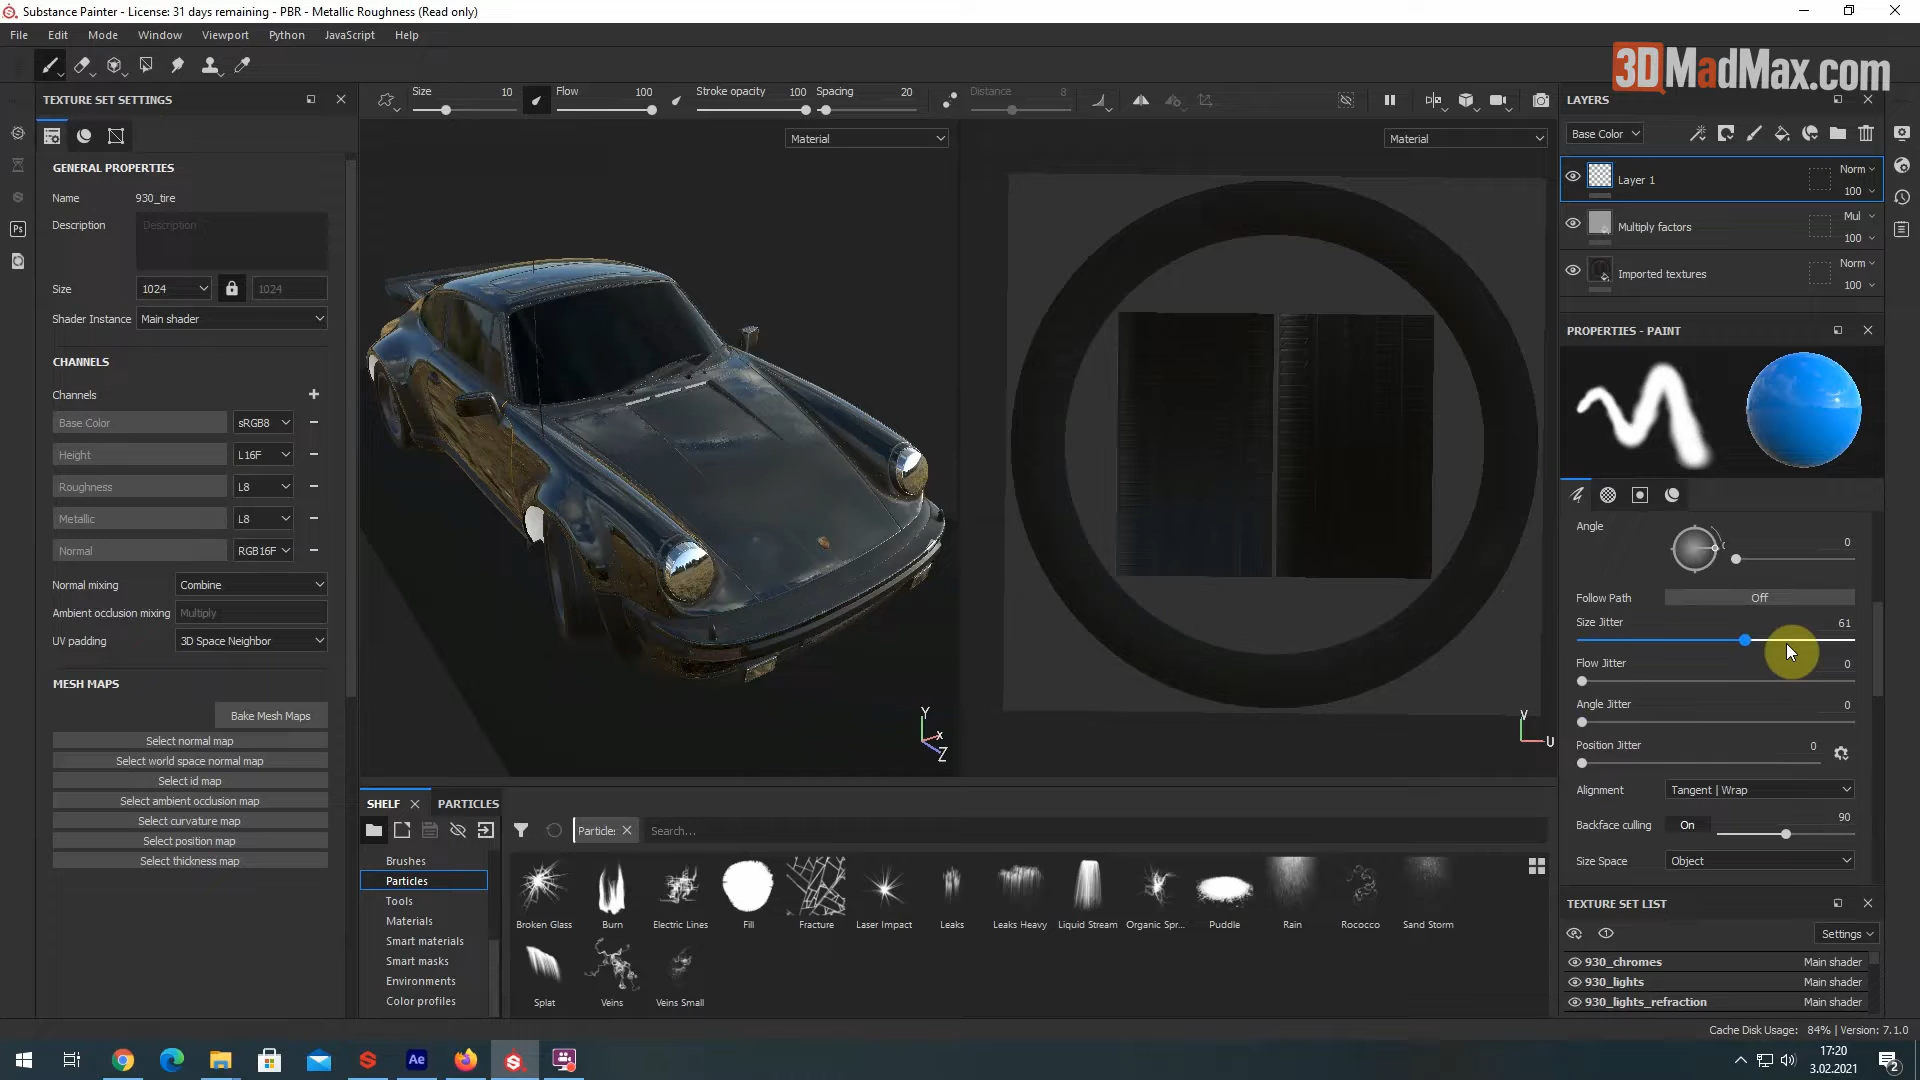 Substance Painter - License: 31 days remaining - PBR - Metallic Roughness (Read only)
File Edit Mode Window Viewport Python JavaScript Help
3DMadMax.com
TEXTURE SET SETTINGS
Size 10
Flow 100
Stroke opacity 100
Spacing 20
Distance 8
Material
Material
GENERAL PROPERTIES
Name 930_tire
Description Description
Size 1024 1024
Shader Instance Main shader
CHANNELS
Channels
Base Color sRGB8
Height L16F
Roughness L8
Metallic L8
Normal RGB16F
Normal mixing Combine
Ambient occlusion mixing Multiply
UV padding 3D Space Neighbor
MESH MAPS
Bake Mesh Maps
Select normal map
Select world space normal map
Select id map
Select ambient occlusion map
Select curvature map
Select position map
Select thickness map
Ps
Y
X
Z
V
U
SHELF PARTICLES
Particle: Search...
Brushes
Particles
Tools
Materials
Smart materials
Smart masks
Environments
Color profiles
Broken Glass Burn Electric Lines Fill Fracture Laser Impact Leaks Leaks Heavy Liquid Stream Organic Spr... Puddle Rain Rococco Sand Storm
Splat Veins Veins Small
LAYERS
Base Color
Layer 1 Norm 100
Multiply factors Mul 100
Imported textures Norm 100
PROPERTIES - PAINT
Angle 0
Follow Path Off
Size Jitter 61
Flow Jitter 0
Angle Jitter 0
Position Jitter 0
Alignment Tangent | Wrap
Backface culling On 90
Size Space Object
TEXTURE SET LIST
Settings
930_chromes Main shader
930_lights Main shader
930_lights_refraction Main shader
Cache Disk Usage: 84% | Version: 7.1.0
Ae
17:20
3.02.2021
2